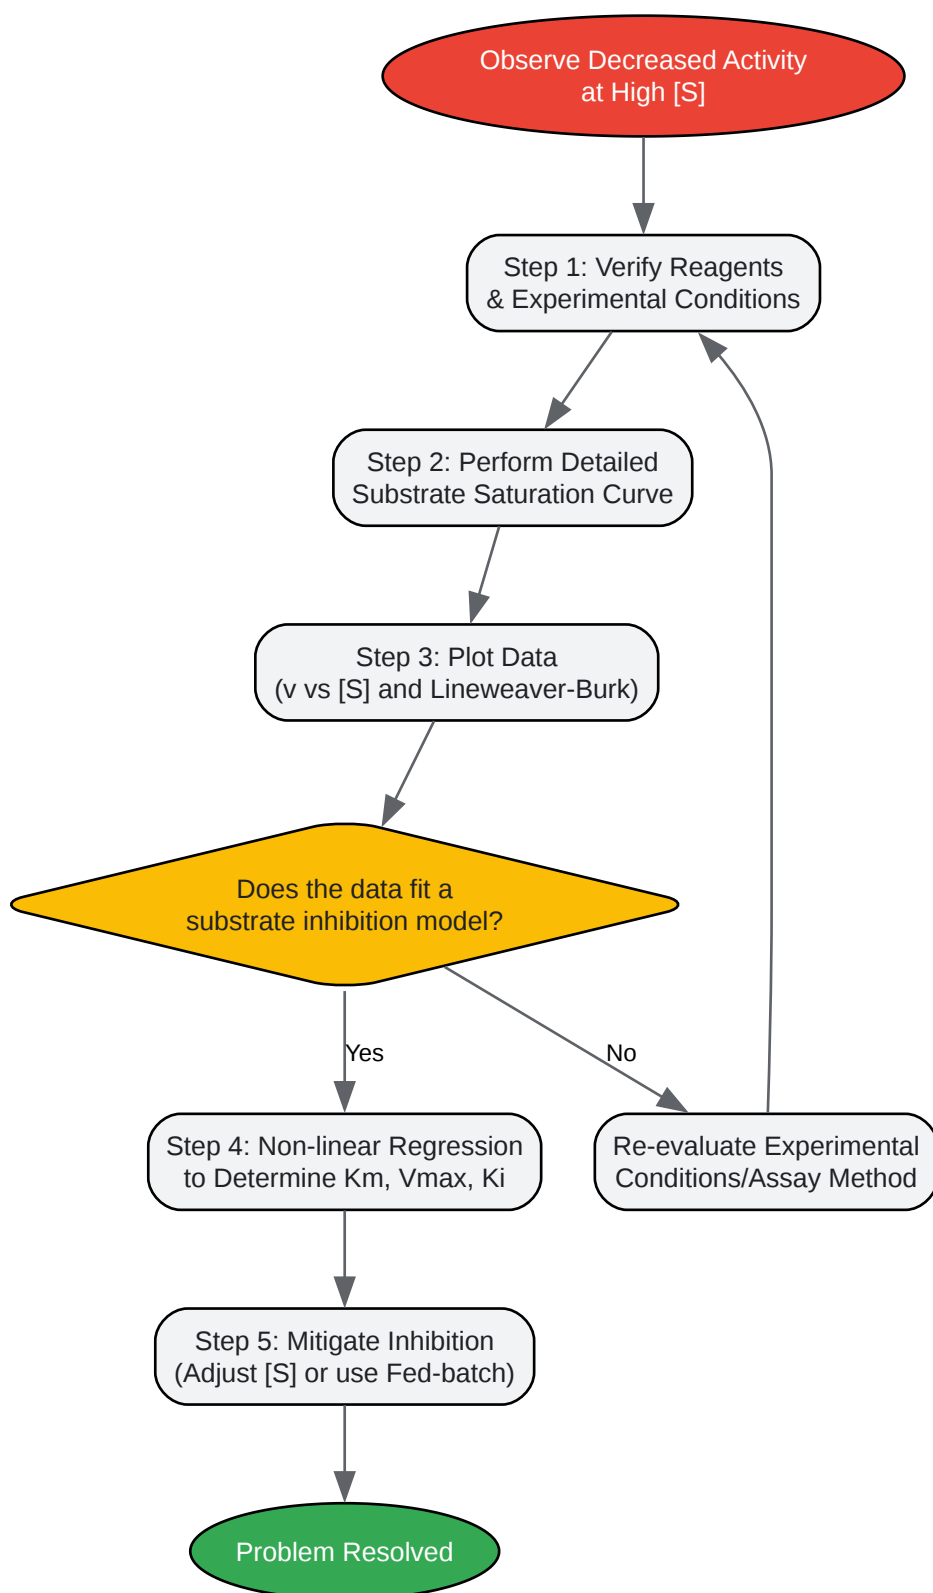 Observe Decreased Activity
at High [S]
Step 1: Verify Reagents
& Experimental Conditions
Step 2: Perform Detailed
Substrate Saturation Curve
Step 3: Plot Data
(v vs [S] and Lineweaver-Burk)
Does the data fit a
substrate inhibition model?
Yes
No
Step 4: Non-linear Regression
to Determine Km, Vmax, Ki
Re-evaluate Experimental
Conditions/Assay Method
Step 5: Mitigate Inhibition
(Adjust [S] or use Fed-batch)
Problem Resolved